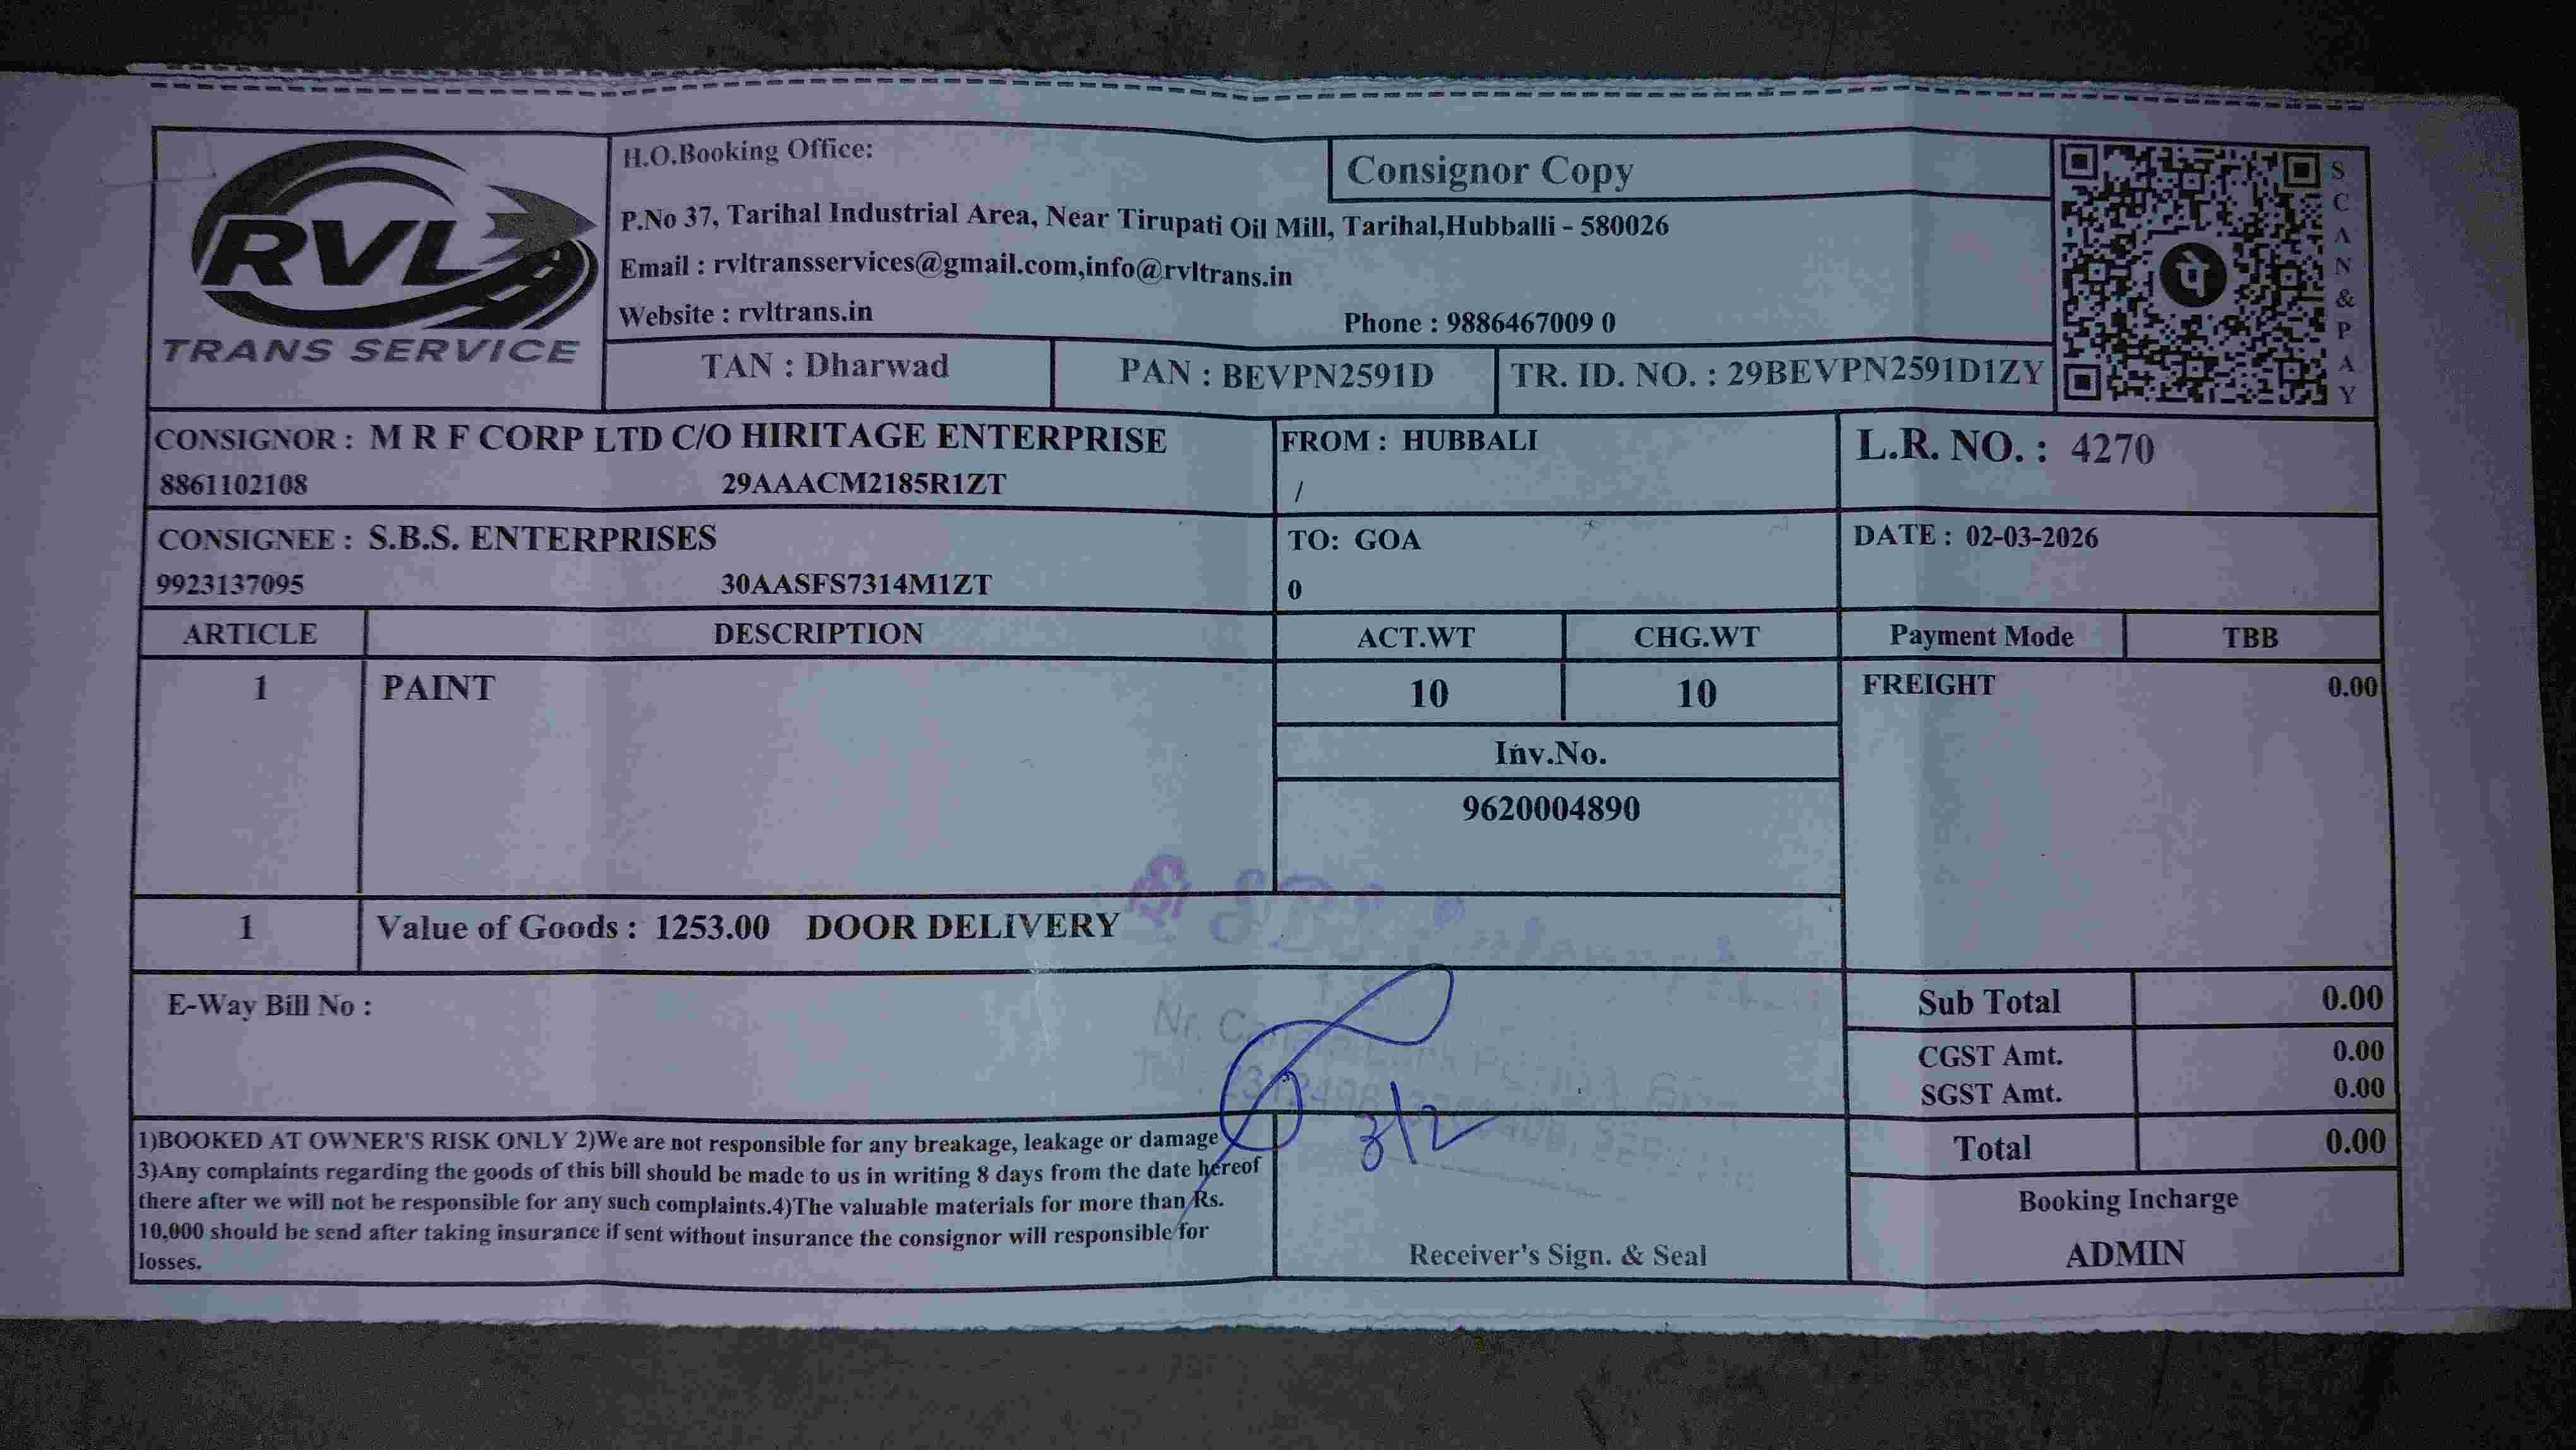 RVL
TRANS SERVICE
H.O.Booking Office:
Consignor Copy
P.No 37, Tarihal Industrial Area, Near Tirupati Oil Mill, Tarihal,Hubballi - 580026
Email : rvltransservices@gmail.com,info@rvltrans.in
Website : rvltrans.in Phone : 9886467009 0
TAN : Dharwad PAN : BEVPN2591D TR. ID. NO. : 29BEVPN2591D1ZY
पे
SCAN&PAY
CONSIGNOR : M R F CORP LTD C/O HIRITAGE ENTERPRISE
8861102108 29AAACM2185R1ZT
FROM : HUBBALI
/
L.R. NO. : 4270
CONSIGNEE : S.B.S. ENTERPRISES
9923137095 30AASFS7314M1ZT
TO: GOA
0
DATE : 02-03-2026
ARTICLE DESCRIPTION ACT.WT CHG.WT Payment Mode TBB
1 PAINT 10 10 FREIGHT 0.00
Inv.No.
9620004890
1 Value of Goods : 1253.00 DOOR DELIVERY
E-Way Bill No :
Sub Total 0.00
CGST Amt. 0.00
SGST Amt. 0.00
Total 0.00
1)BOOKED AT OWNER'S RISK ONLY 2)We are not responsible for any breakage, leakage or damage
3)Any complaints regarding the goods of this bill should be made to us in writing 8 days from the date hereof
there after we will not be responsible for any such complaints.4)The valuable materials for more than Rs.
10,000 should be send after taking insurance if sent without insurance the consignor will responsible for
losses.
3/2
Receiver's Sign. & Seal
Booking Incharge
ADMIN